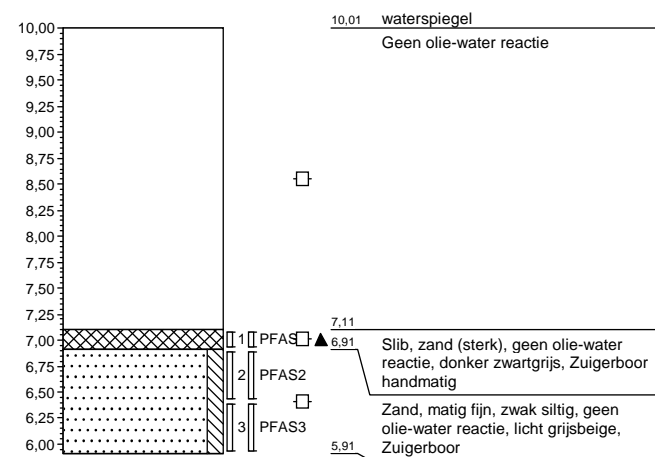 10,00
9,75
9,50
9,25
9,00
8,75
8,50
8,25
8,00
7,75
7,50
7,25
7,00
6,75
6,50
6,25
6,00
1 PFAS
2 PFAS2
3 PFAS3
10,01 waterspiegel
Geen olie-water reactie
7,11
6,91
Slib, zand (sterk), geen olie-water
reactie, donker zwartgrijs, Zuigerboor
handmatig
Zand, matig fijn, zwak siltig, geen
olie-water reactie, licht grijsbeige,
Zuigerboor
5,91